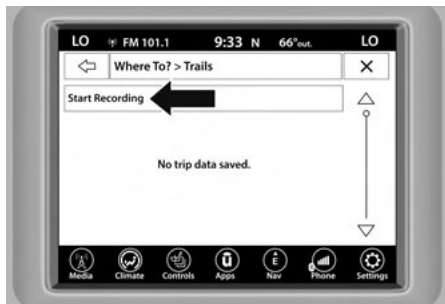 LO FM 101.1 9:33 N 66°out. LO
Where To? > Trails
Start Recording
No trip data saved.
Media Climate Controls Apps Nav Phone Settings